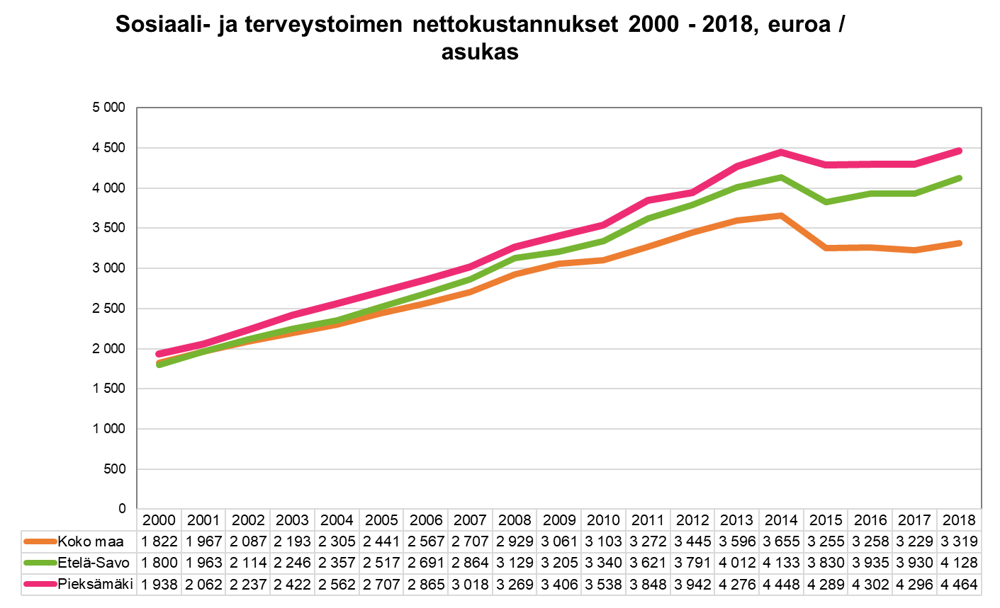 Sosiaali- ja terveystoimen nettokustannukset 2000 - 2018, euroa /
asukas
5 000
4 500
4 000
3 500
3 000
2 500
2 000
1 500
1 000
500
0
2000 2001 2002 2003 2004 2005 2006 2007 2008 2009 2010 2011 2012 2013 2014 2015 2016 2017 2018
Koko maa 1 822 1 967 2 087 2 193 2 305 2 441 2 567 2 707 2 929 3 061 3 103 3 272 3 445 3 596 3 655 3 255 3 258 3 229 3 319
Etelä-Savo 1 800 1 963 2 114 2 246 2 357 2 517 2 691 2 864 3 129 3 205 3 340 3 621 3 791 4 012 4 133 3 830 3 935 3 930 4 128
Pieksämäki 1 938 2 062 2 237 2 422 2 562 2 707 2 865 3 018 3 269 3 406 3 538 3 848 3 942 4 276 4 448 4 289 4 302 4 296 4 464